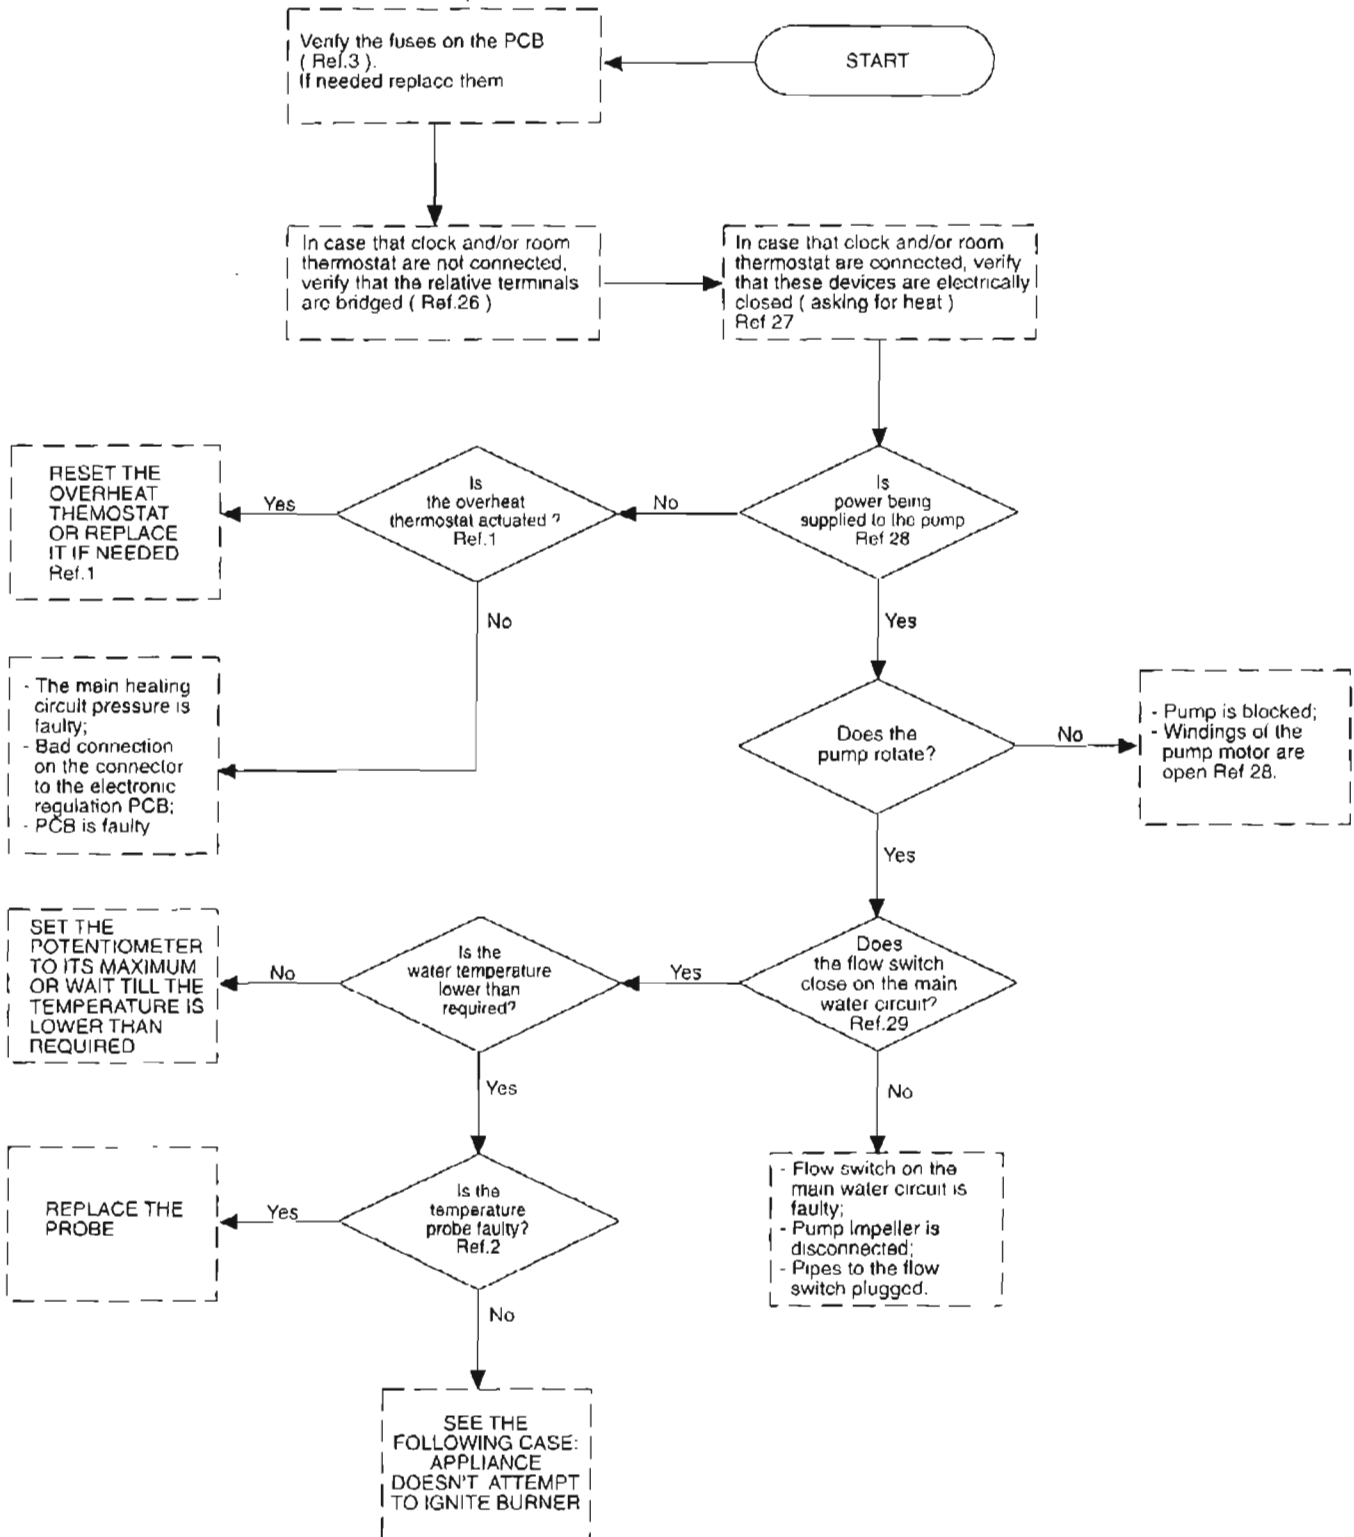 START
Verify the fuses on the PCB
( Ref.3 ).
If needed replace them
In case that clock and/or room
thermostat are not connected,
verify that the relative terminals
are bridged ( Ref.26 )
In case that clock and/or room
thermostat are connected, verify
that these devices are electrically
closed ( asking for heat )
Ref 27
Is
power being
supplied to the pump
Ref 28
No
Is
the overheat
thermostat actuated ?
Ref.1
Yes
RESET THE
OVERHEAT
THEMOSTAT
OR REPLACE
IT IF NEEDED
Ref.1
No
- The main heating
circuit pressure is
faulty;
- Bad connection
on the connector
to the electronic
regulation PCB;
- PCB is faulty
Yes
Does the
pump rotate?
No
- Pump is blocked;
- Windings of the
pump motor are
open Ref 28.
Yes
Does
the flow switch
close on the main
water circuit?
Ref.29
Yes
Is the
water temperature
lower than
required?
No
SET THE
POTENTIOMETER
TO ITS MAXIMUM
OR WAIT TILL THE
TEMPERATURE IS
LOWER THAN
REQUIRED
No
- Flow switch on the
main water circuit is
faulty;
- Pump Impeller is
disconnected;
- Pipes to the flow
switch plugged.
Yes
Is the
temperature
probe faulty?
Ref.2
Yes
REPLACE THE
PROBE
No
SEE THE
FOLLOWING CASE:
APPLIANCE
DOESN'T ATTEMPT
TO IGNITE BURNER